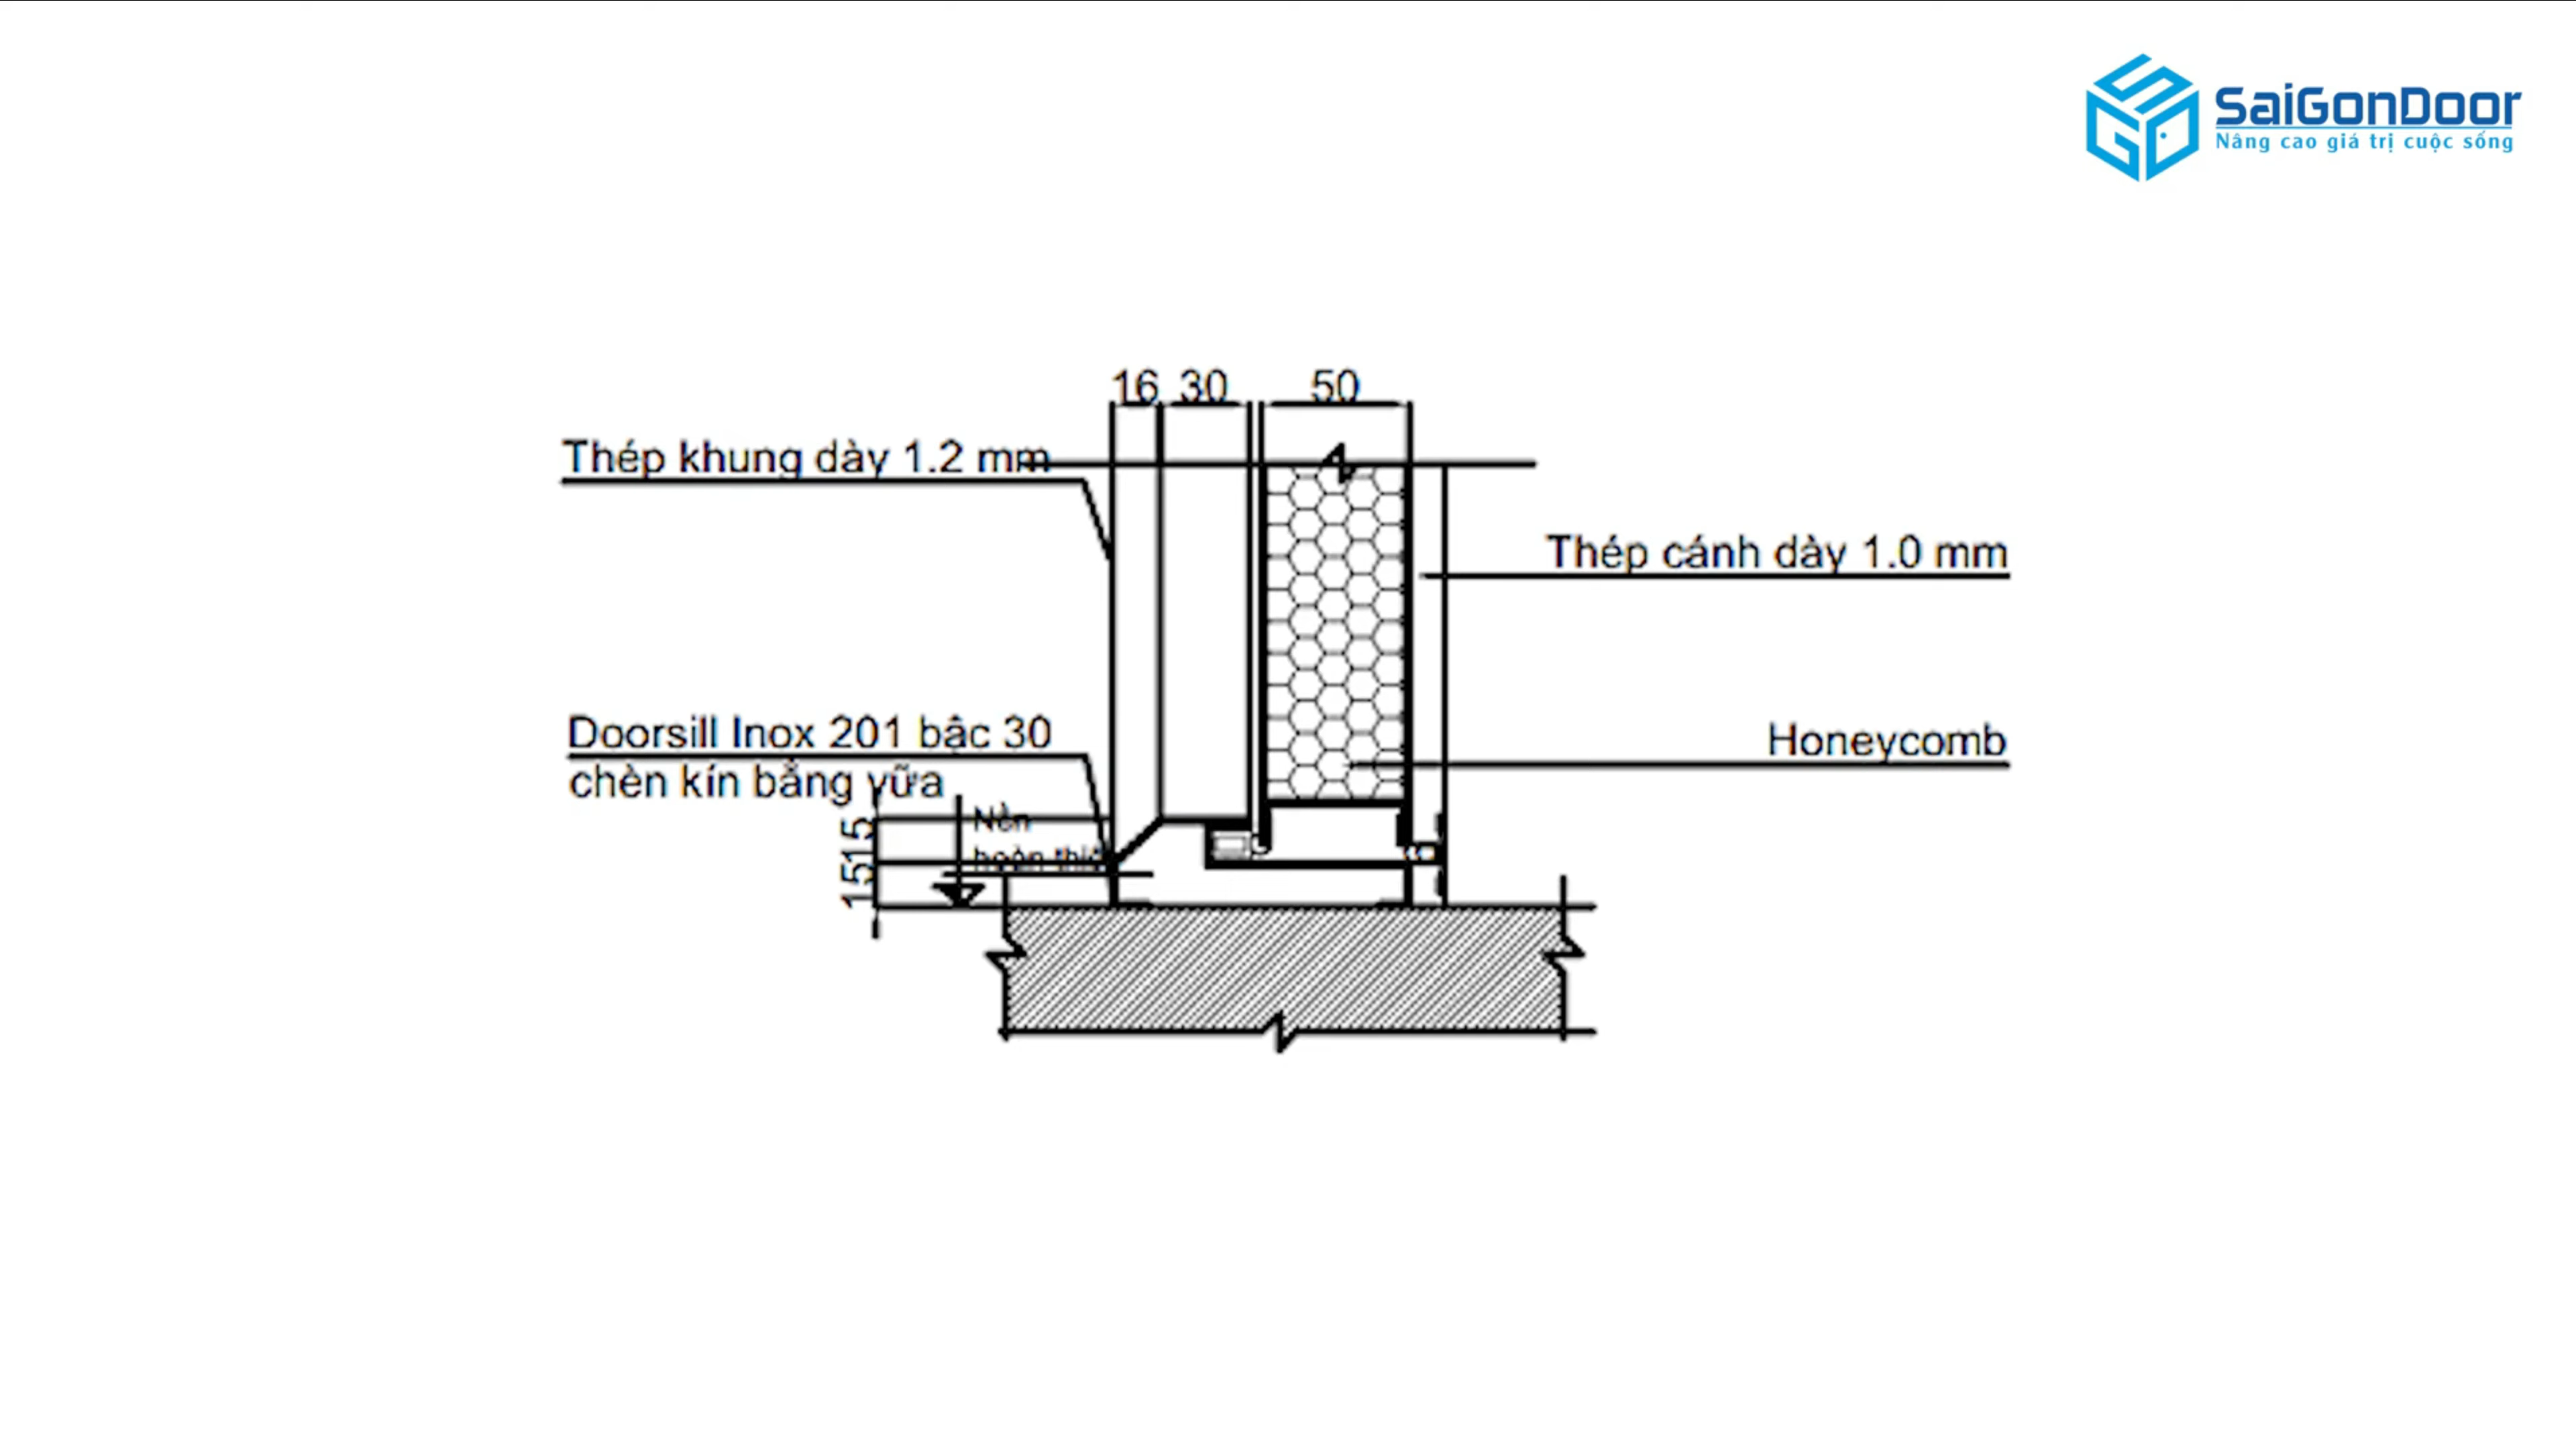 SaiGonDoor
Nâng cao giá trị cuộc sống
16 30 50
Thép khung dày 1.2 mm
Thép cánh dày 1.0 mm
Doorsill Inox 201 bậc 30
chèn kín bằng vữa
Honeycomb
Nền
hoàn
15
15